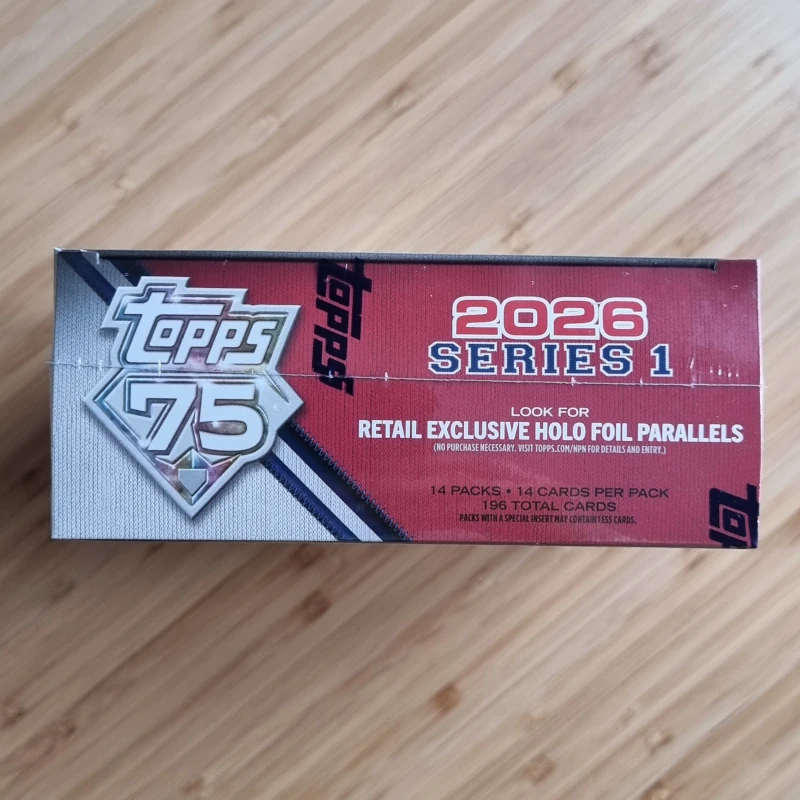 Topps
75
Topps
2026
SERIES 1
LOOK FOR
RETAIL EXCLUSIVE HOLO FOIL PARALLELS
(NO PURCHASE NECESSARY. VISIT TOPPS.COM/NPN FOR DETAILS AND ENTRY.)
14 PACKS • 14 CARDS PER PACK
196 TOTAL CARDS
PACKS WITH A SPECIAL INSERT MAY CONTAIN LESS CARDS.
Top